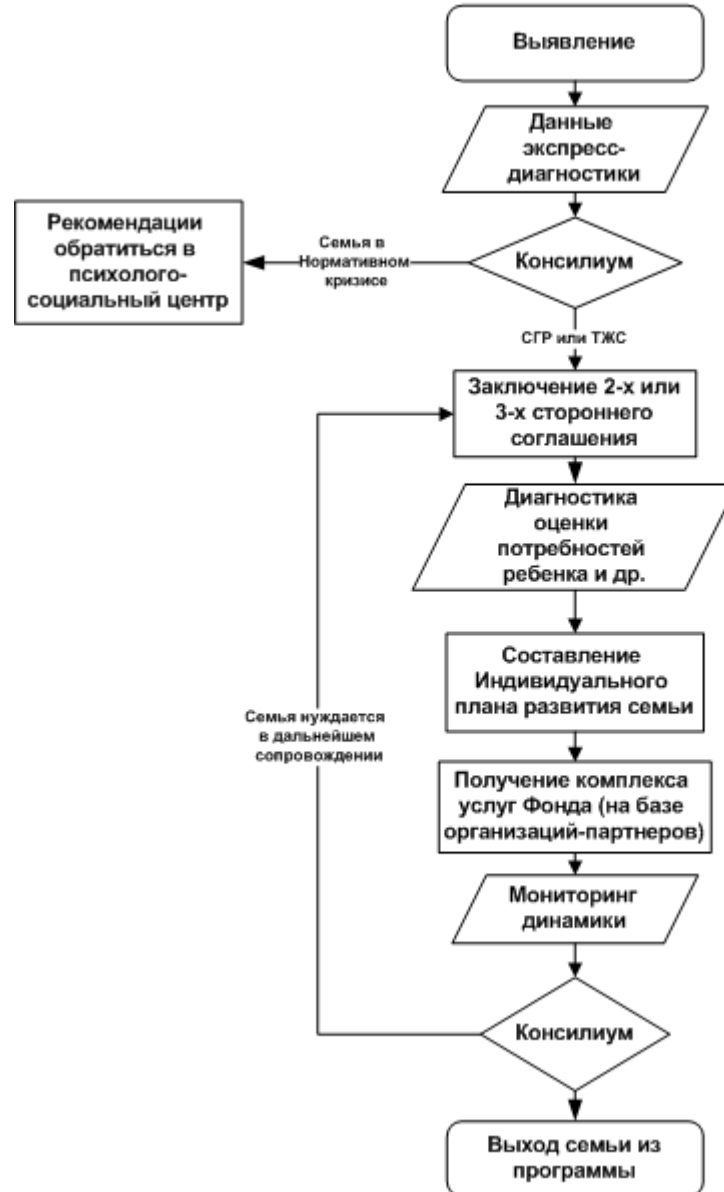 Выявление
Данные
экспресс-
диагностики
Рекомендации
обратиться в
психолого-
социальный центр
Семья в
Нормативном
кризисе
Консилиум
СГР или ТЖС
Заключение 2-х или
3-х стороннего
соглашения
Диагностика
оценки
потребностей
ребенка и др.
Составление
Индивидуального
плана развития семьи
Семья нуждается
в дальнейшем
сопровождении
Получение комплекса
услуг Фонда (на базе
организаций-партнеров)
Мониторинг
динамики
Консилиум
Выход семьи из
программы